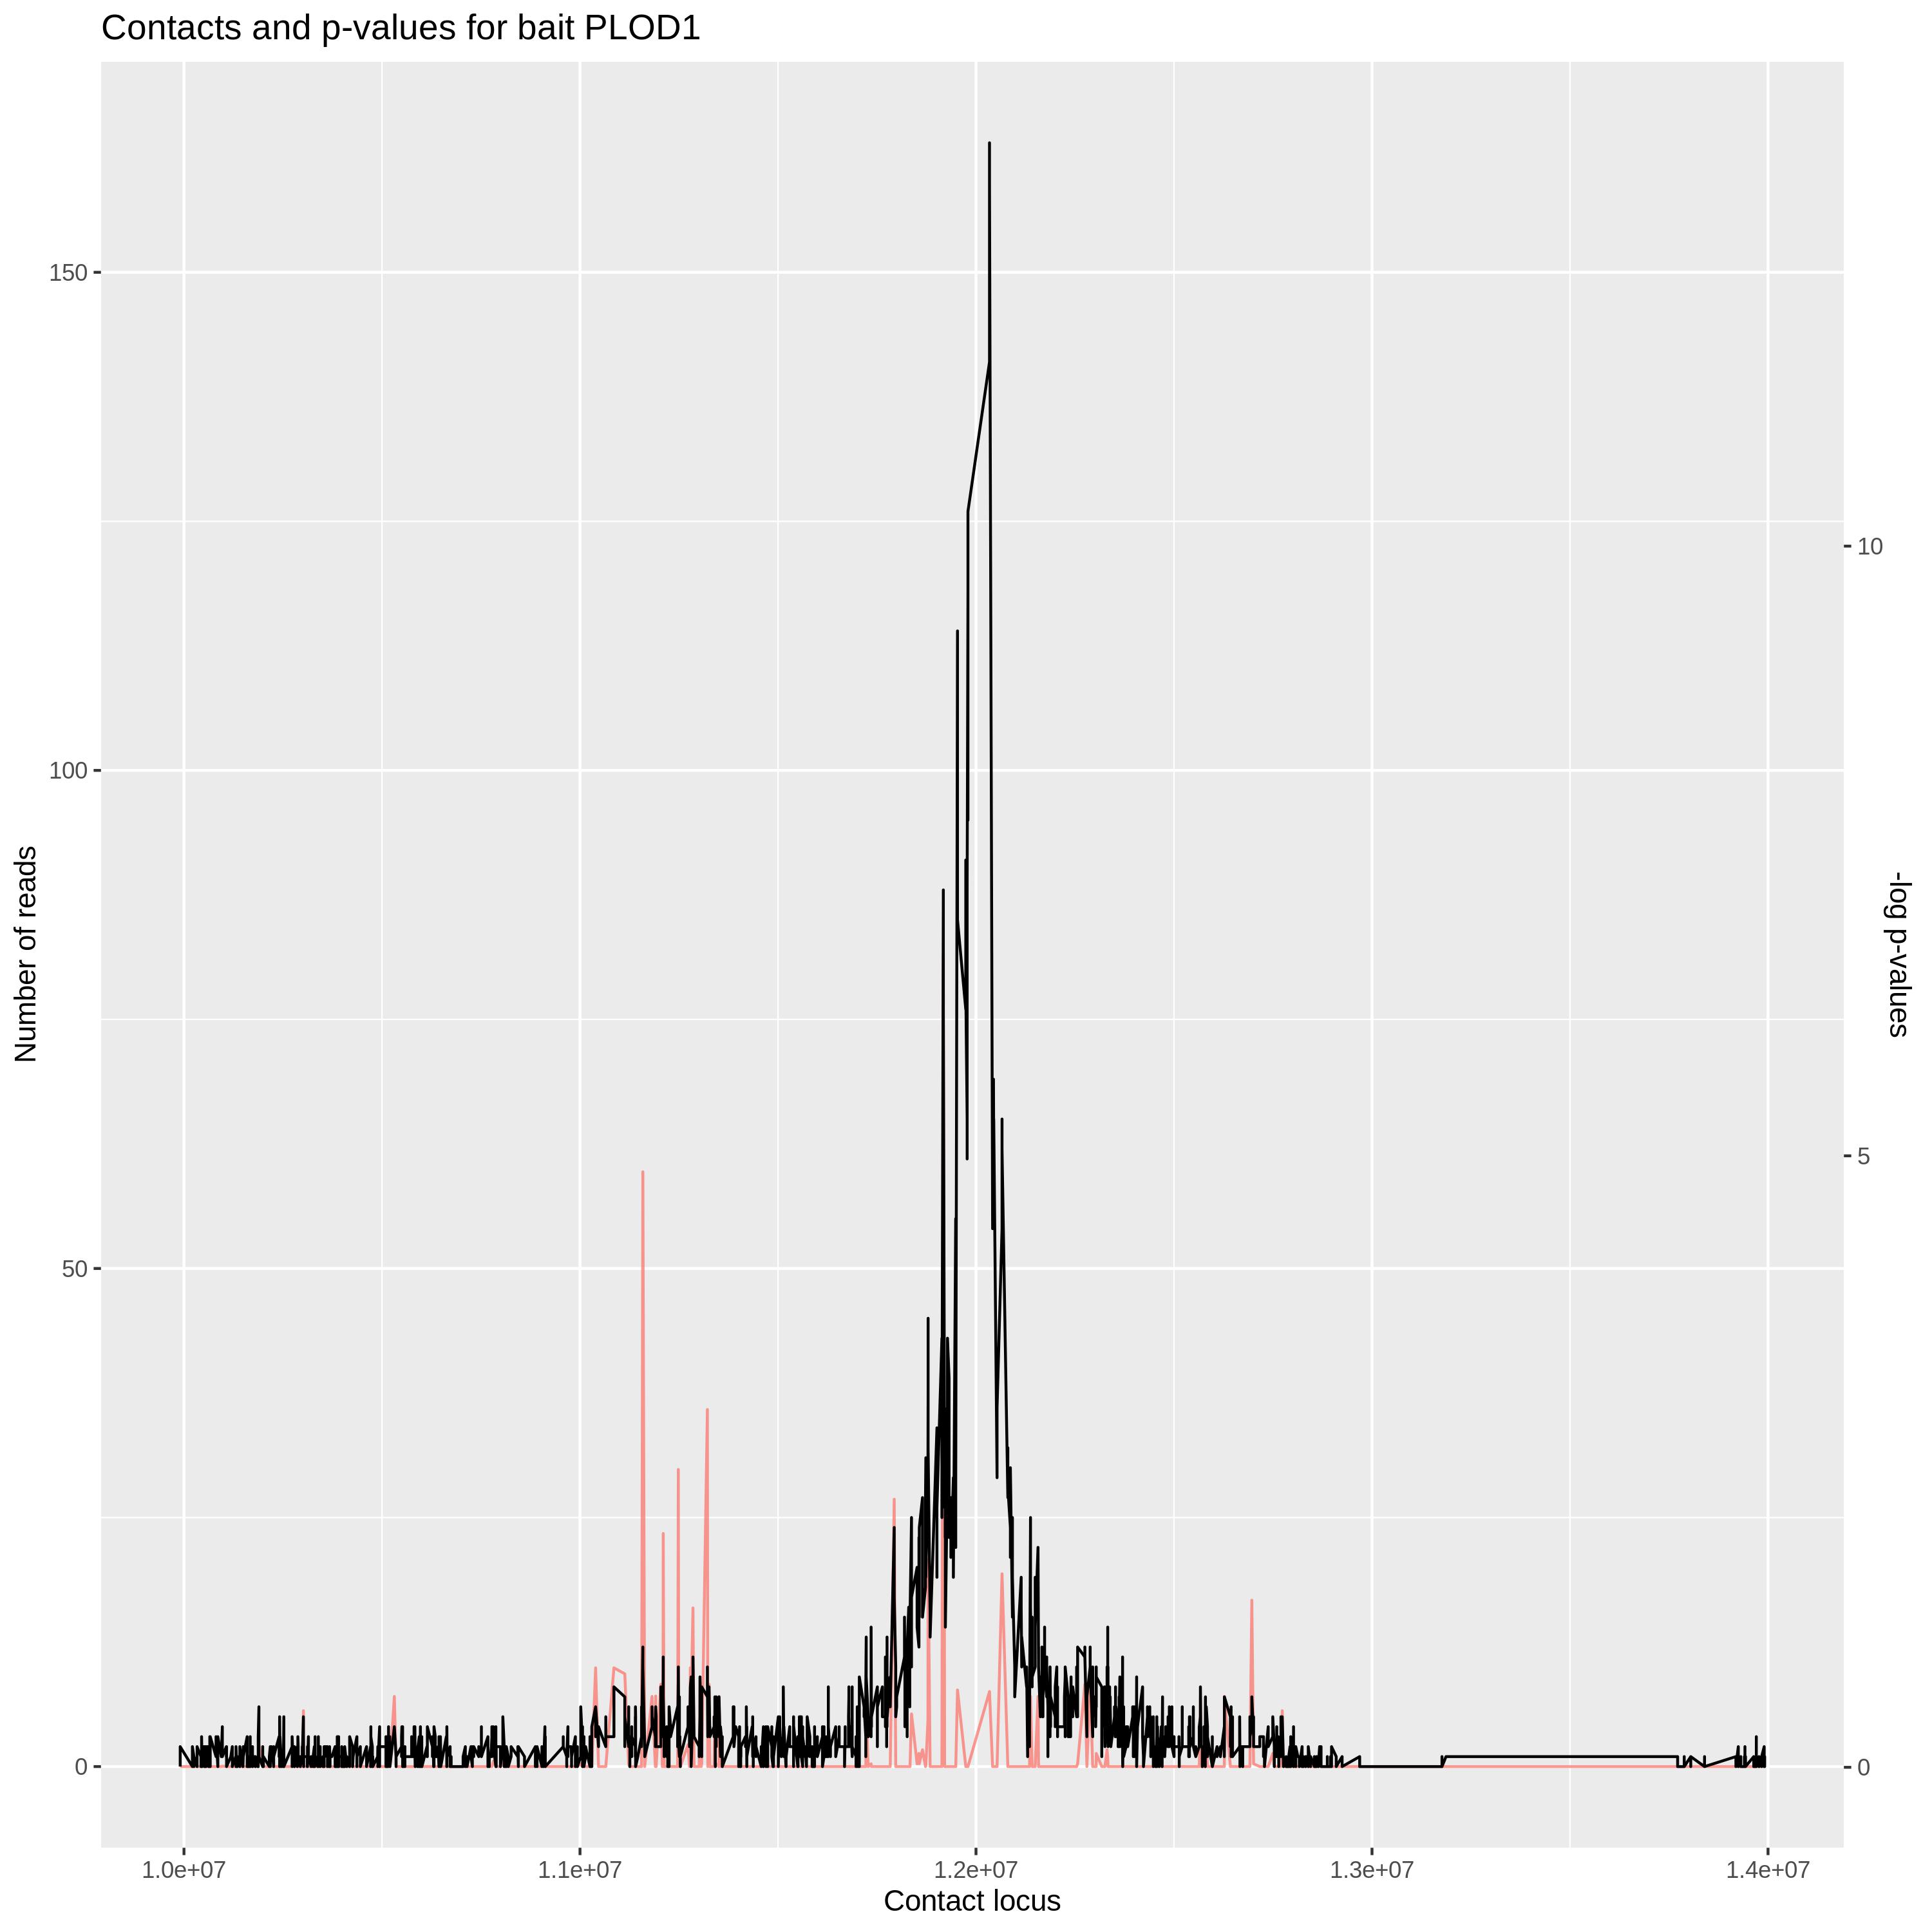 Contacts and p-values for bait PLOD1
Number of reads
150
100
50
0
10
5
0
-log p-values
1.0e+07 1.1e+07 1.2e+07 1.3e+07 1.4e+07
Contact locus